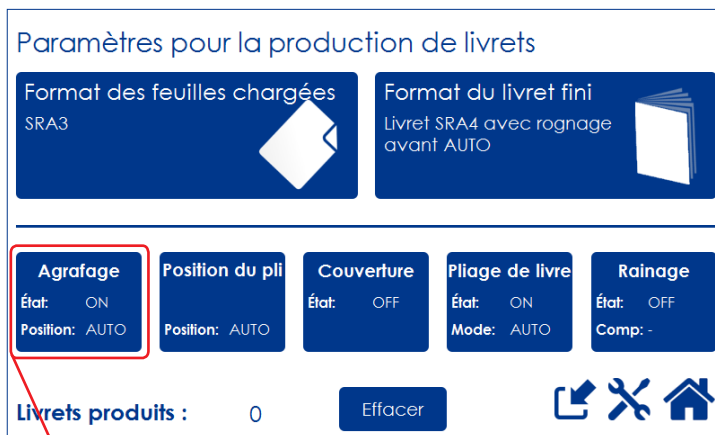 Paramètres pour la production de livrets
Format des feuilles chargées
SRA3
Format du livret fini
Livret SRA4 avec rognage
avant AUTO
Agrafage
État: ON
Position: AUTO
Position du pli
Position: AUTO
Couverture
État: OFF
Pliage de livre
État: ON
Mode: AUTO
Rainage
État: OFF
Comp: -
Livrets produits : 0
Effacer